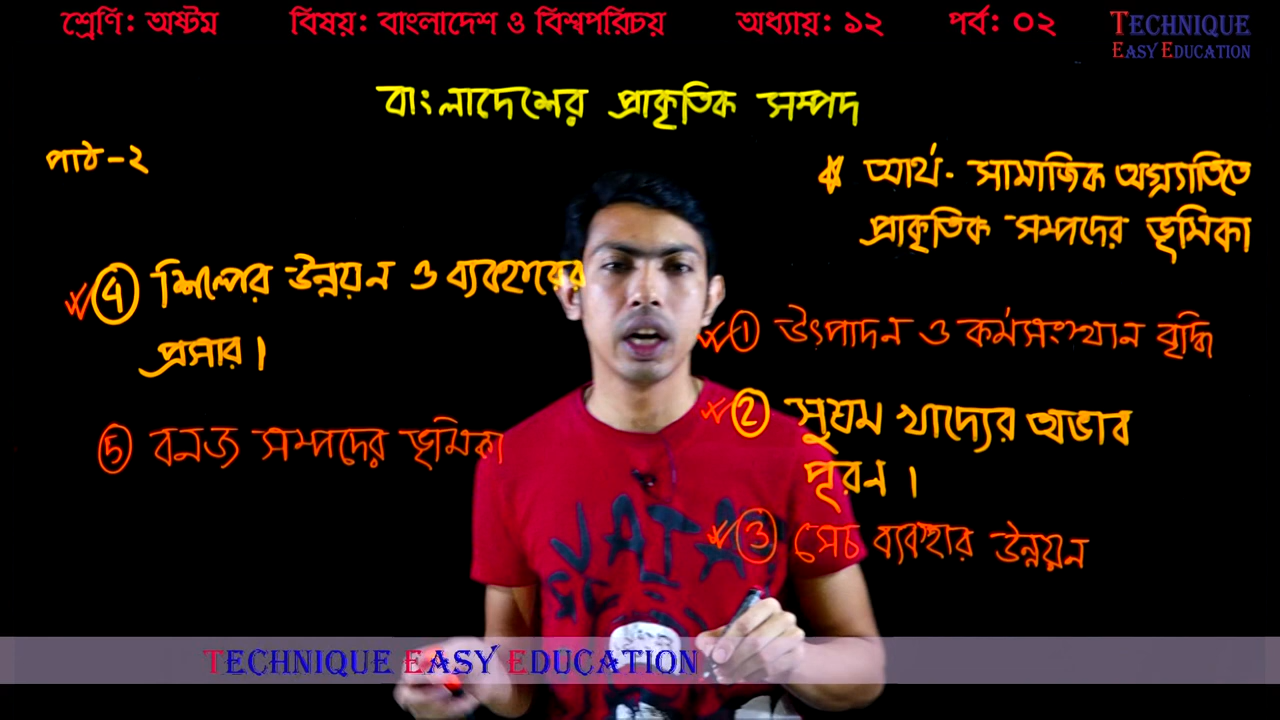 শ্রেণি: অষ্টম বিষয়: বাংলাদেশ ও বিশ্বপরিচয় অধ্যায়: ১২ পর্ব: ০২
TECHNIQUE
EASY EDUCATION
বাংলাদেশের প্রাকৃতিক সম্পদ
পাঠ-২
আর্থ-সামাজিক অগ্রগতিতে
প্রাকৃতিক সম্পদের ভূমিকা
① উৎপাদন ও কর্মসংস্থান বৃদ্ধি
② সুষম খাদ্যের অভাব
পূরন।
③ সেচ ব্যবহার উন্নয়ন
④ শিল্পের উন্নয়ন ও ব্যবহারের
প্রসার।
⑤ বনজ সম্পদের ভূমিকা
TECHNIQUE EASY EDUCATION